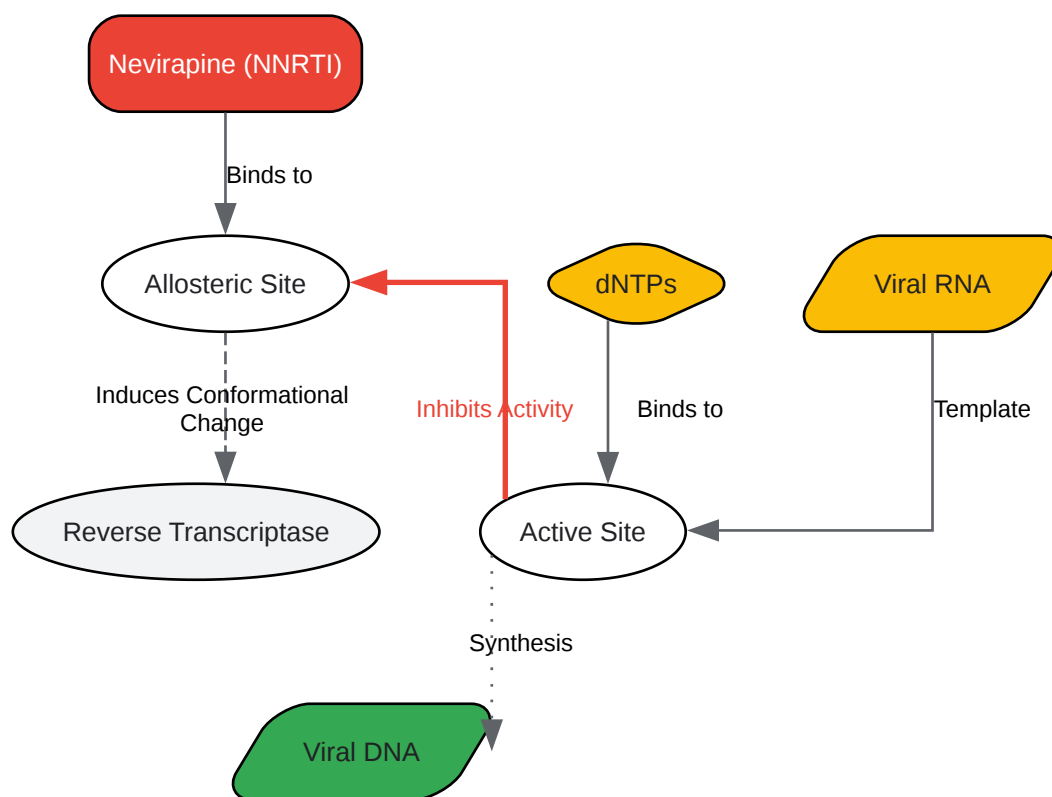 Nevirapine (NNRTI)
Binds to
Allosteric Site
dNTPs
Viral RNA
Induces Conformational
Change
Inhibits Activity
Binds to
Template
Reverse Transcriptase
Active Site
Synthesis
Viral DNA